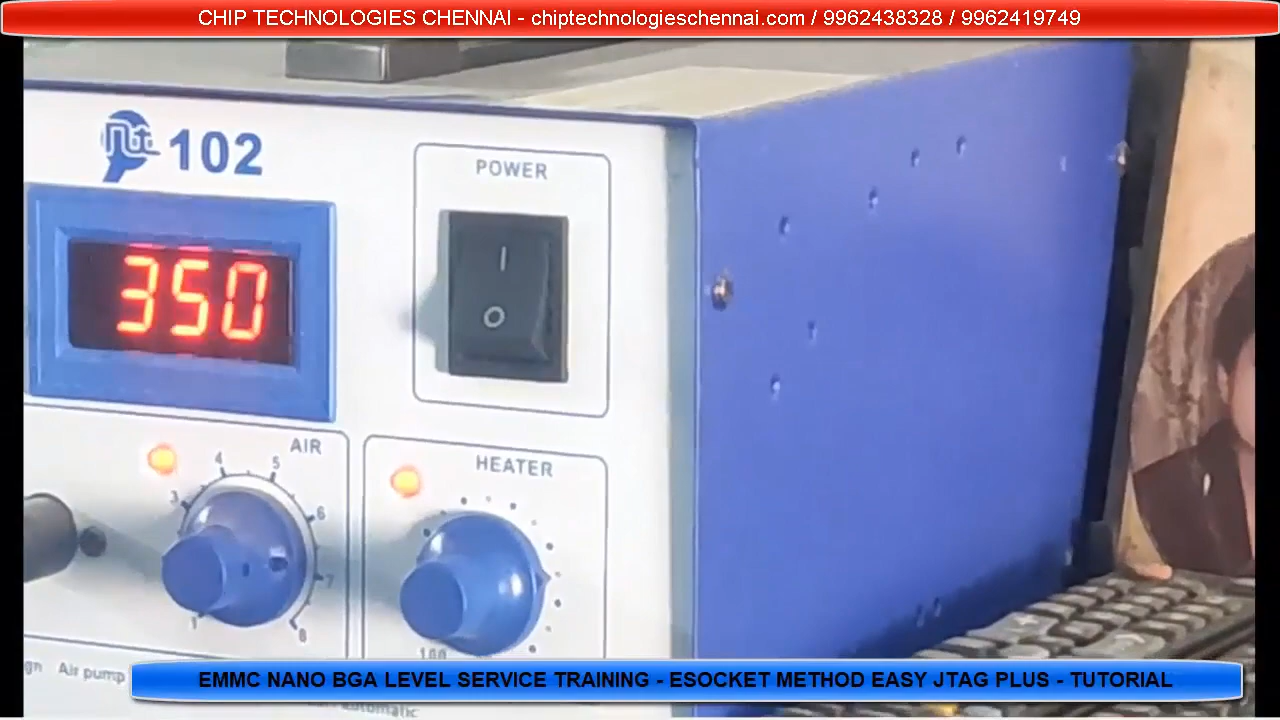 CHIP TECHNOLOGIES CHENNAI - chiptechnologieschennai.com / 9962438328 / 9962419749
102
POWER
350
I
O
AIR
HEATER
3
4
5
6
7
1
8
100
Air pump
EMMC NANO BGA LEVEL SERVICE TRAINING - ESOCKET METHOD EASY JTAG PLUS - TUTORIAL